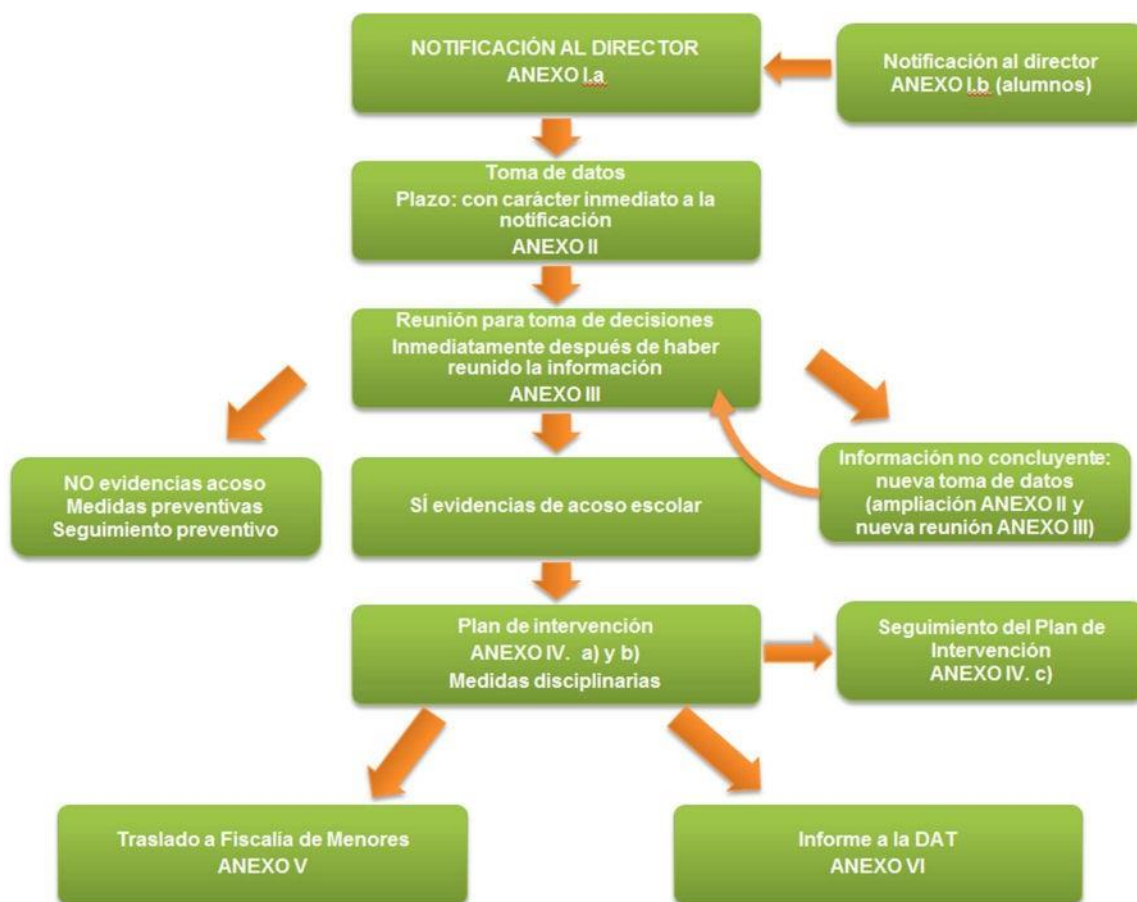 NOTIFICACIÓN AL DIRECTOR
ANEXO I.a
Notificación al director
ANEXO I.b (alumnos)
Toma de datos
Plazo: con carácter inmediato a la
notificación
ANEXO II
Reunión para toma de decisiones
Inmediatamente después de haber
reunido la información
ANEXO III
NO evidencias acoso
Medidas preventivas
Seguimiento preventivo
SÍ evidencias de acoso escolar
Información no concluyente:
nueva toma de datos
(ampliación ANEXO II y
nueva reunión ANEXO III)
Plan de intervención
ANEXO IV. a) y b)
Medidas disciplinarias
Seguimiento del Plan de
Intervención
ANEXO IV. c)
Traslado a Fiscalía de Menores
ANEXO V
Informe a la DAT
ANEXO VI